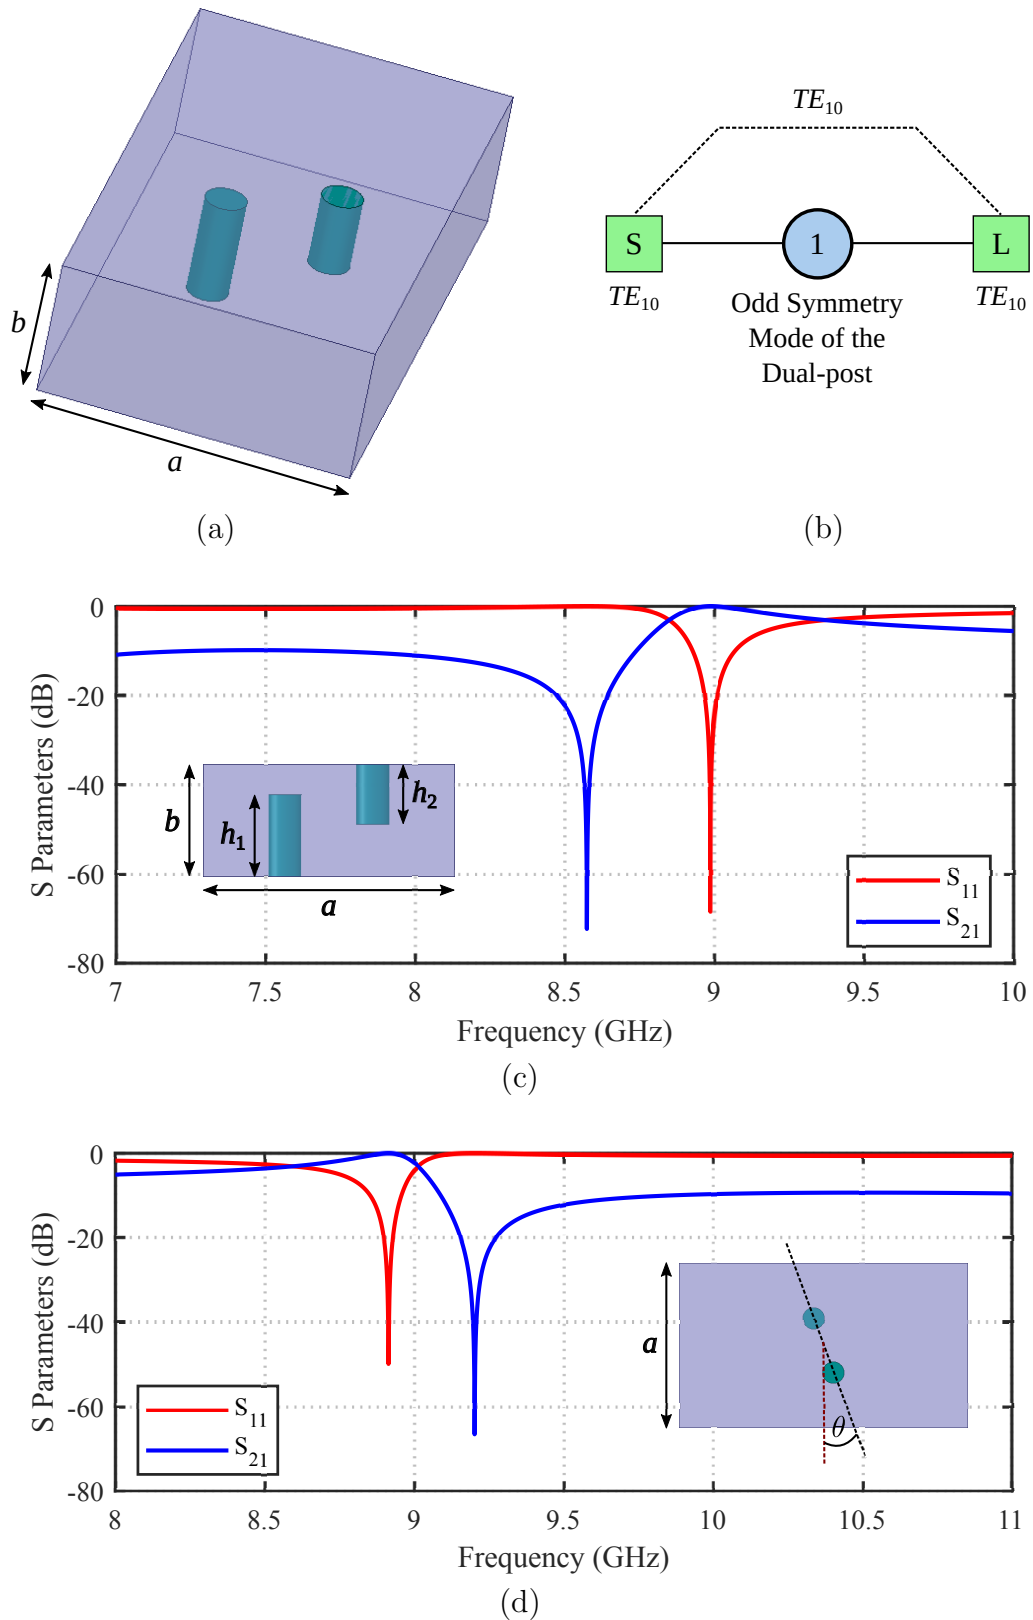 b
a
(a)
TE10
S
1
L
TE10
TE10
Odd Symmetry
Mode of the
Dual-post
(b)
S Parameters (dB)
0
-20
-40
-60
-80
b
h1
h2
a
S11
S21
7
7.5
8
8.5
9
9.5
10
Frequency (GHz)
(c)
S Parameters (dB)
0
-20
-40
-60
-80
S11
S21
a
θ
8
8.5
9
9.5
10
10.5
11
Frequency (GHz)
(d)